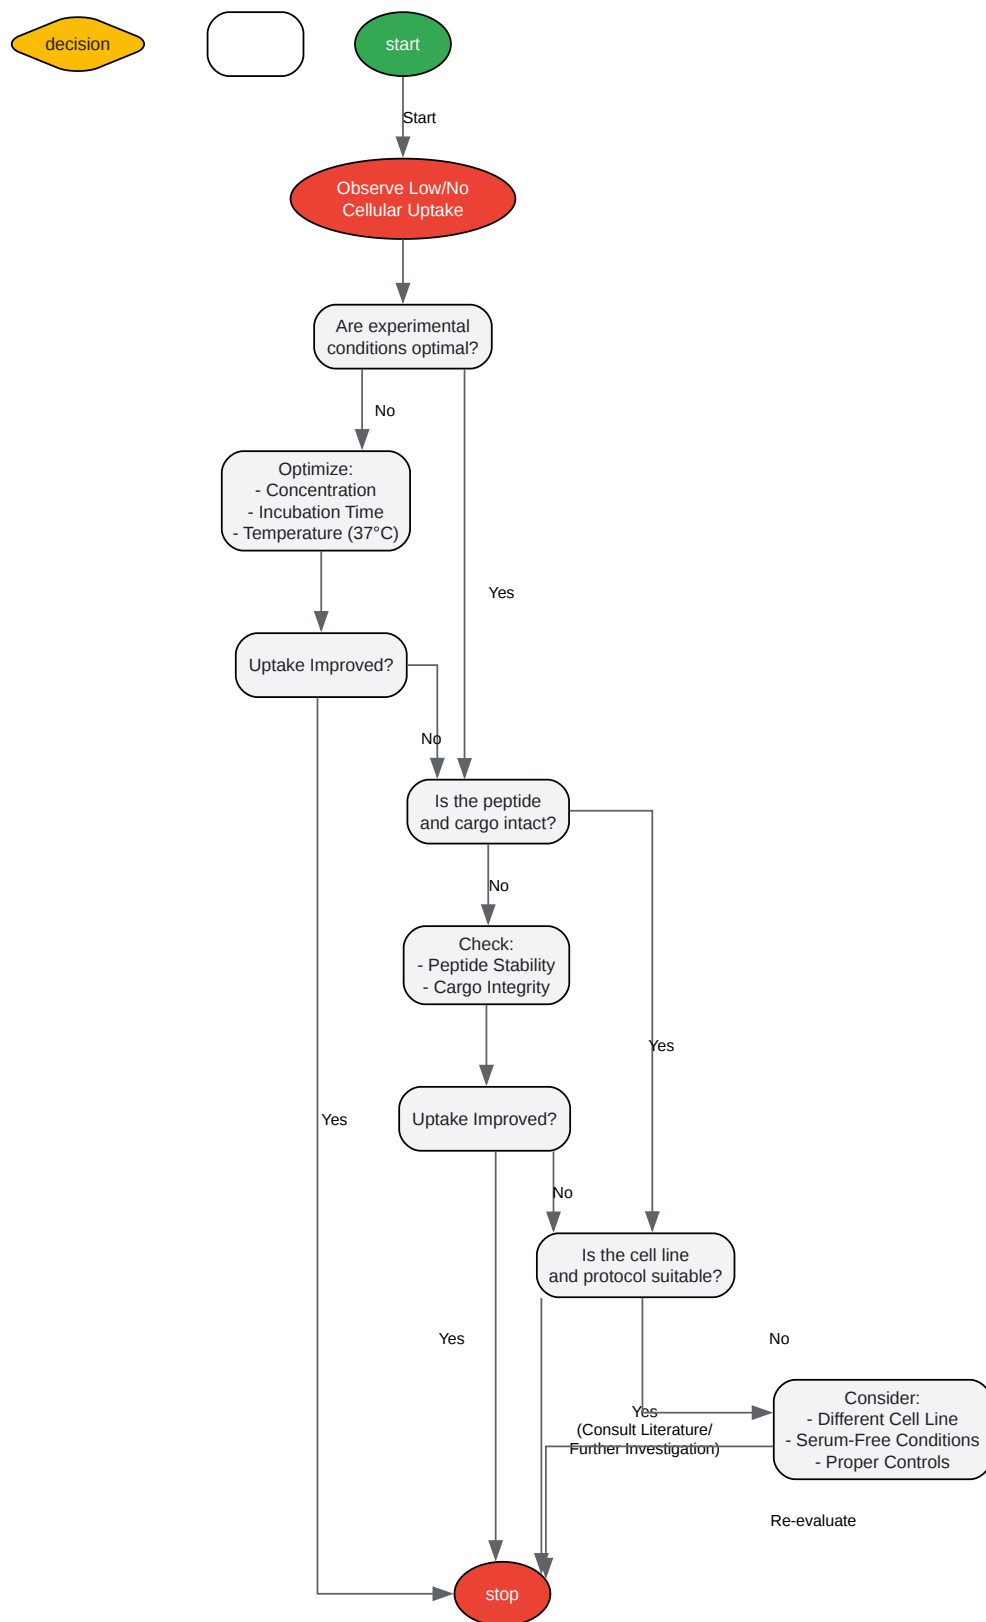 decision
start
Start
Observe Low/No
Cellular Uptake
Are experimental
conditions optimal?
No
Optimize:
- Concentration
- Incubation Time
- Temperature (37°C)
Yes
Uptake Improved?
No
Is the peptide
and cargo intact?
No
Check:
- Peptide Stability
- Cargo Integrity
Yes
Uptake Improved?
Yes
No
Is the cell line
and protocol suitable?
Yes
No
Yes
(Consult Literature/
Further Investigation)
Consider:
- Different Cell Line
- Serum-Free Conditions
- Proper Controls
Re-evaluate
stop